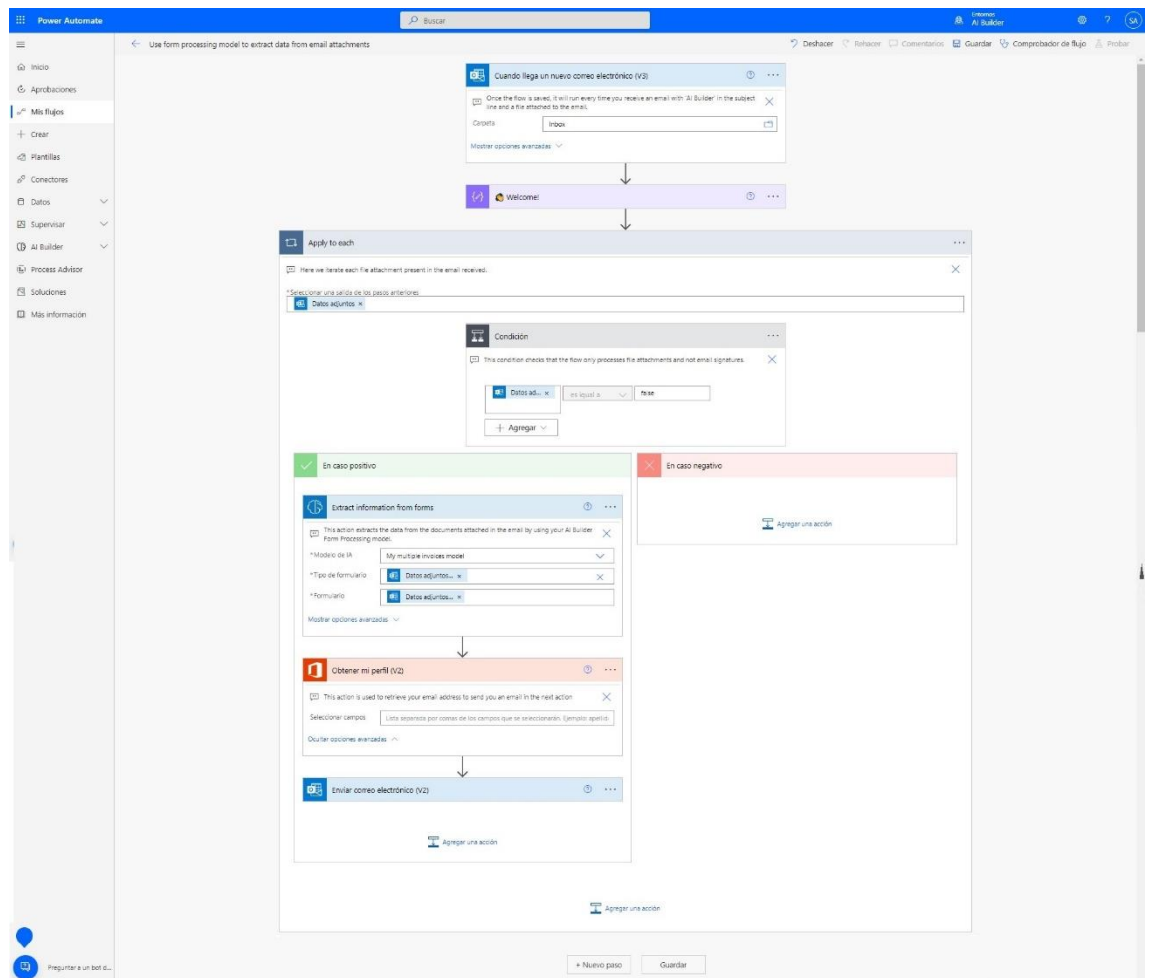 Power Automate
Buscar
Entornos
AI Builder
SA
Use form processing model to extract data from email attachments
Deshacer
Rehacer
Comentarios
Guardar
Comprobador de flujo
Probar
Inicio
Aprobaciones
Mis flujos
Crear
Plantillas
Conectores
Datos
Supervisar
AI Builder
Process Advisor
Soluciones
Más información
Cuando llega un nuevo correo electrónico (V3)
Once the flow is saved, it will run every time you receive an email with 'AI Builder' in the subject
line and a file attached to the email.
Carpeta
Inbox
Mostrar opciones avanzadas
Welcome!
Apply to each
Here we iterate each file attachment present in the email received.
*Seleccionar una salida de los pasos anteriores
Datos adjuntos ×
Condición
This condition checks that the flow only processes file attachments and not email signatures.
Datos ad... ×
es igual a
false
+ Agregar
En caso positivo
En caso negativo
Agregar una acción
Extract information from forms
This action extracts the data from the documents attached in the email by using your AI Builder
Form Processing model.
*Modelo de IA
My multiple invoices model
*Tipo de formulario
Datos adjuntos... ×
*Formulario
Datos adjuntos... ×
Mostrar opciones avanzadas
Obtener mi perfil (V2)
This action is used to retrieve your email address to send you an email in the next action
Seleccionar campos
Lista separada por comas de los campos que se seleccionarán. Ejemplo: apellid
Ocultar opciones avanzadas
Enviar correo electrónico (V2)
Agregar una acción
Agregar una acción
Preguntar a un bot d...
+ Nuevo paso
Guardar